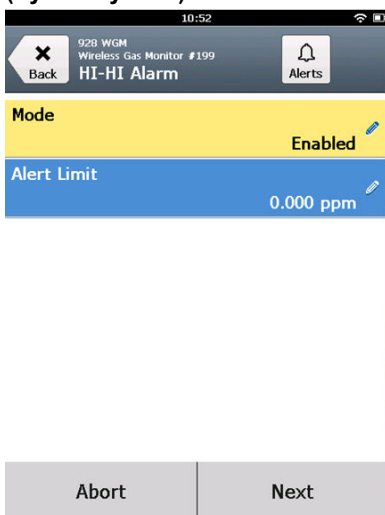 10:52
928 WGM
Wireless Gas Monitor #199
HI-HI Alarm
Back
Alerts
Mode
Enabled
Alert Limit
0.000 ppm
Abort
Next